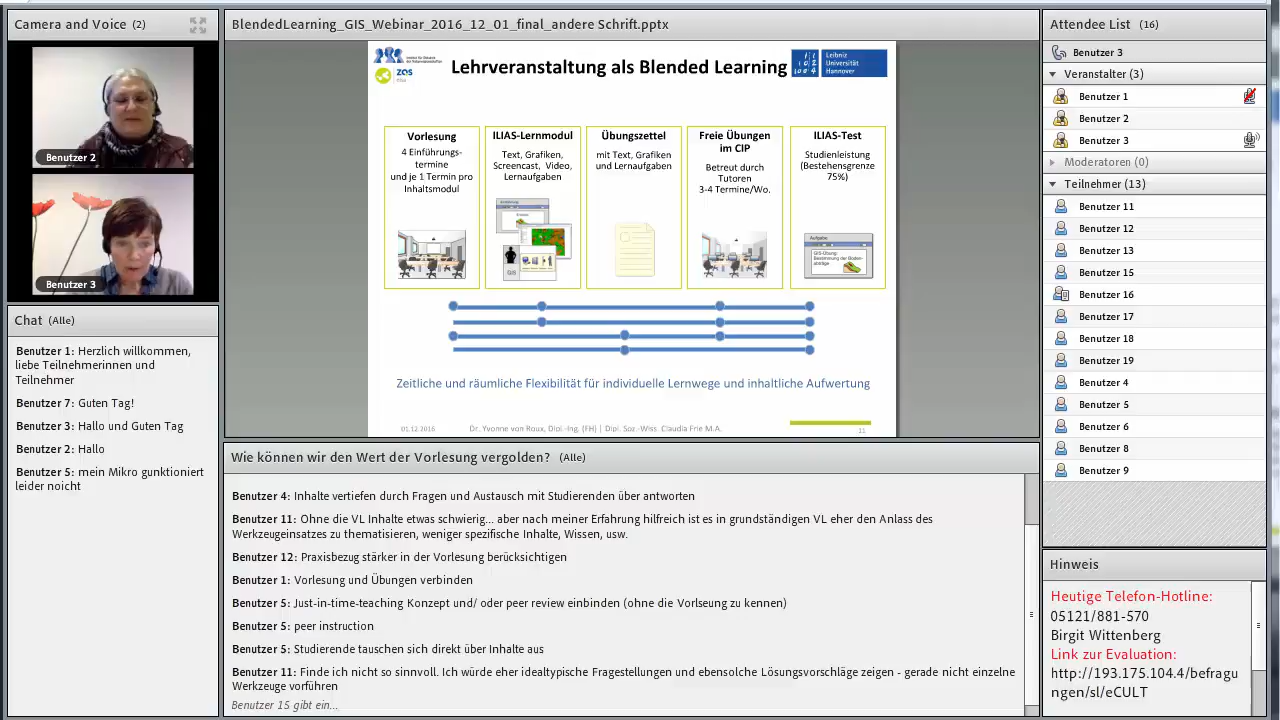 Camera and Voice (2)
Benutzer 2
Benutzer 3
Chat (Alle)
Benutzer 1: Herzlich willkommen,
liebe Teilnehmerinnen und
Teilnehmer
Benutzer 7: Guten Tag!
Benutzer 3: Hallo und Guten Tag
Benutzer 2: Hallo
Benutzer 5: mein Mikro gunktioniert
leider noicht
BlendedLearning_GIS_Webinar_2016_12_01_final_andere Schrift.pptx
zqs
Lehrveranstaltung als Blended Learning
Leibniz
Universität
Hannover
Vorlesung
4 Einführungs-
termine
und je 1 Termin pro
Inhaltsmodul
ILIAS-Lernmodul
Text, Grafiken,
Screencast, Video,
Lernaufgaben
GIS
Übungszettel
mit Text, Grafiken
und Lernaufgaben
Freie Übungen
im CIP
Betreut durch
Tutoren
3-4 Termine/Wo.
ILIAS-Test
Studienleistung
(Bestehensgrenze
75%)
Aufgabe
GIS-Übung:
Bestimmung der Boden-
abträge
Zeitliche und räumliche Flexibilität für individuelle Lernwege und inhaltliche Aufwertung
01.12.2016
Dr. Yvonne von Roux, Dipl.-Ing. (FH) | Dipl. Soz.-Wiss. Claudia Frie M.A.
11
Wie können wir den Wert der Vorlesung vergolden? (Alle)
Benutzer 4: Inhalte vertiefen durch Fragen und Austausch mit Studierenden über antworten
Benutzer 11: Ohne die VL Inhalte etwas schwierig... aber nach meiner Erfahrung hilfreich ist es in grundständigen VL eher den Anlass des
Werkzeugeinsatzes zu thematisieren, weniger spezifische Inhalte, Wissen, usw.
Benutzer 12: Praxisbezug stärker in der Vorlesung berücksichtigen
Benutzer 1: Vorlesung und Übungen verbinden
Benutzer 5: Just-in-time-teaching Konzept und/ oder peer review einbinden (ohne die Vorlseung zu kennen)
Benutzer 5: peer instruction
Benutzer 5: Studierende tauschen sich direkt über Inhalte aus
Benutzer 11: Finde ich nicht so sinnvoll. Ich würde eher idealtypische Fragestellungen und ebensolche Lösungsvorschläge zeigen - gerade nicht einzelne
Werkzeuge vorführen
Benutzer 15 gibt ein...
Attendee List (16)
Benutzer 3
Veranstalter (3)
Benutzer 1
Benutzer 2
Benutzer 3
Moderatoren (0)
Teilnehmer (13)
Benutzer 11
Benutzer 12
Benutzer 13
Benutzer 15
Benutzer 16
Benutzer 17
Benutzer 18
Benutzer 19
Benutzer 4
Benutzer 5
Benutzer 6
Benutzer 8
Benutzer 9
Hinweis
Heutige Telefon-Hotline:
05121/881-570
Birgit Wittenberg
Link zur Evaluation:
http://193.175.104.4/befragu
ngen/sl/eCULT